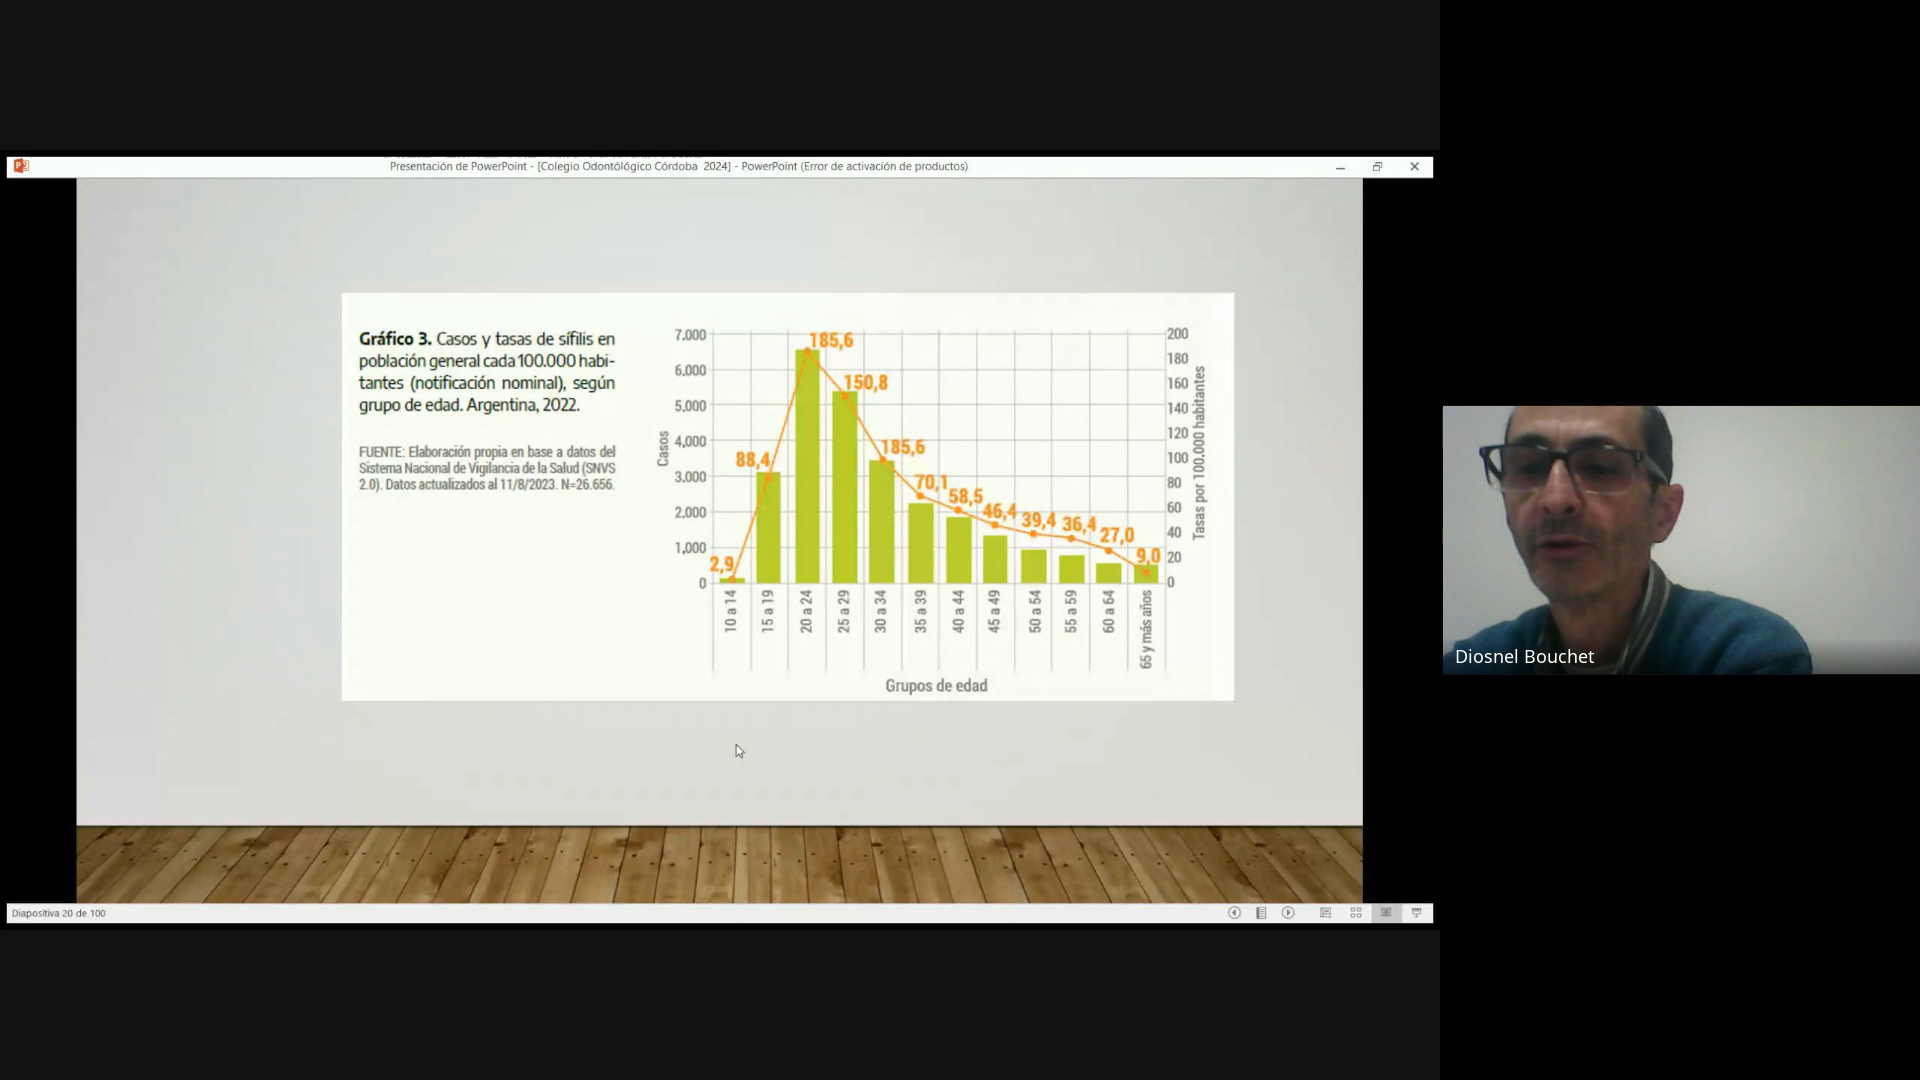 Presentación de PowerPoint - [Colegio Odontológico Córdoba 2024] - PowerPoint (Error de activación de productos)
Gráfico 3. Casos y tasas de sífilis en
población general cada 100.000 habi-
tantes (notificación nominal), según
grupo de edad. Argentina, 2022.
FUENTE: Elaboración propia en base a datos del
Sistema Nacional de Vigilancia de la Salud (SNVS
2.0). Datos actualizados al 11/8/2023. N=26.656.
Casos
7.000
6.000
5,000
4,000
3.000
2.000
1,000
0
2,9
88,4
185,6
150,8
185,6
70,1
58,5
46,4
39,4
36,4
27,0
9,0
200
180
160
140
120
100
80
60
40
20
0
Tasas por 100.000 habitantes
10 a 14
15 a 19
20 a 24
25 a 29
30 a 34
35 a 39
40 a 44
45 a 49
50 a 54
55 a 59
60 a 64
65 y más años
Grupos de edad
Diosnel Bouchet
Diapositiva 20 de 100